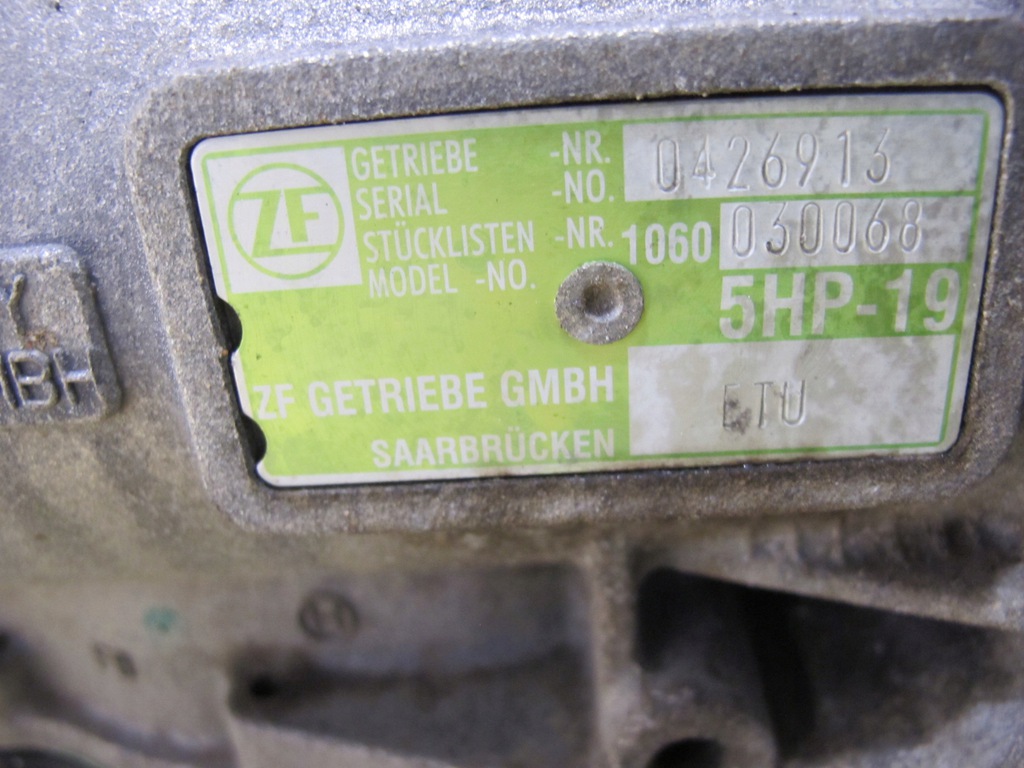 ZF
GETRIEBE -NR. 0426913
SERIAL -NO.
STÜCKLISTEN -NR. 1060 030068
MODEL -NO.
5HP-19
ZF GETRIEBE GMBH
ETU
SAARBRÜCKEN
Y
MBH
H